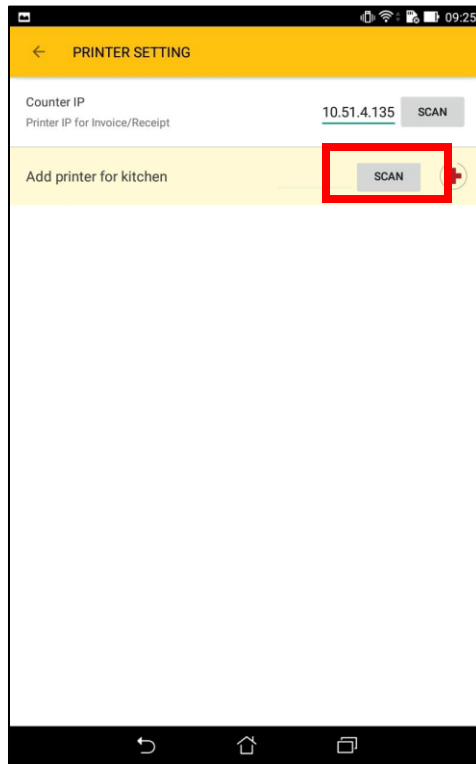 09:25
PRINTER SETTING
Counter IP
Printer IP for Invoice/Receipt
10.51.4.135
SCAN
Add printer for kitchen
SCAN